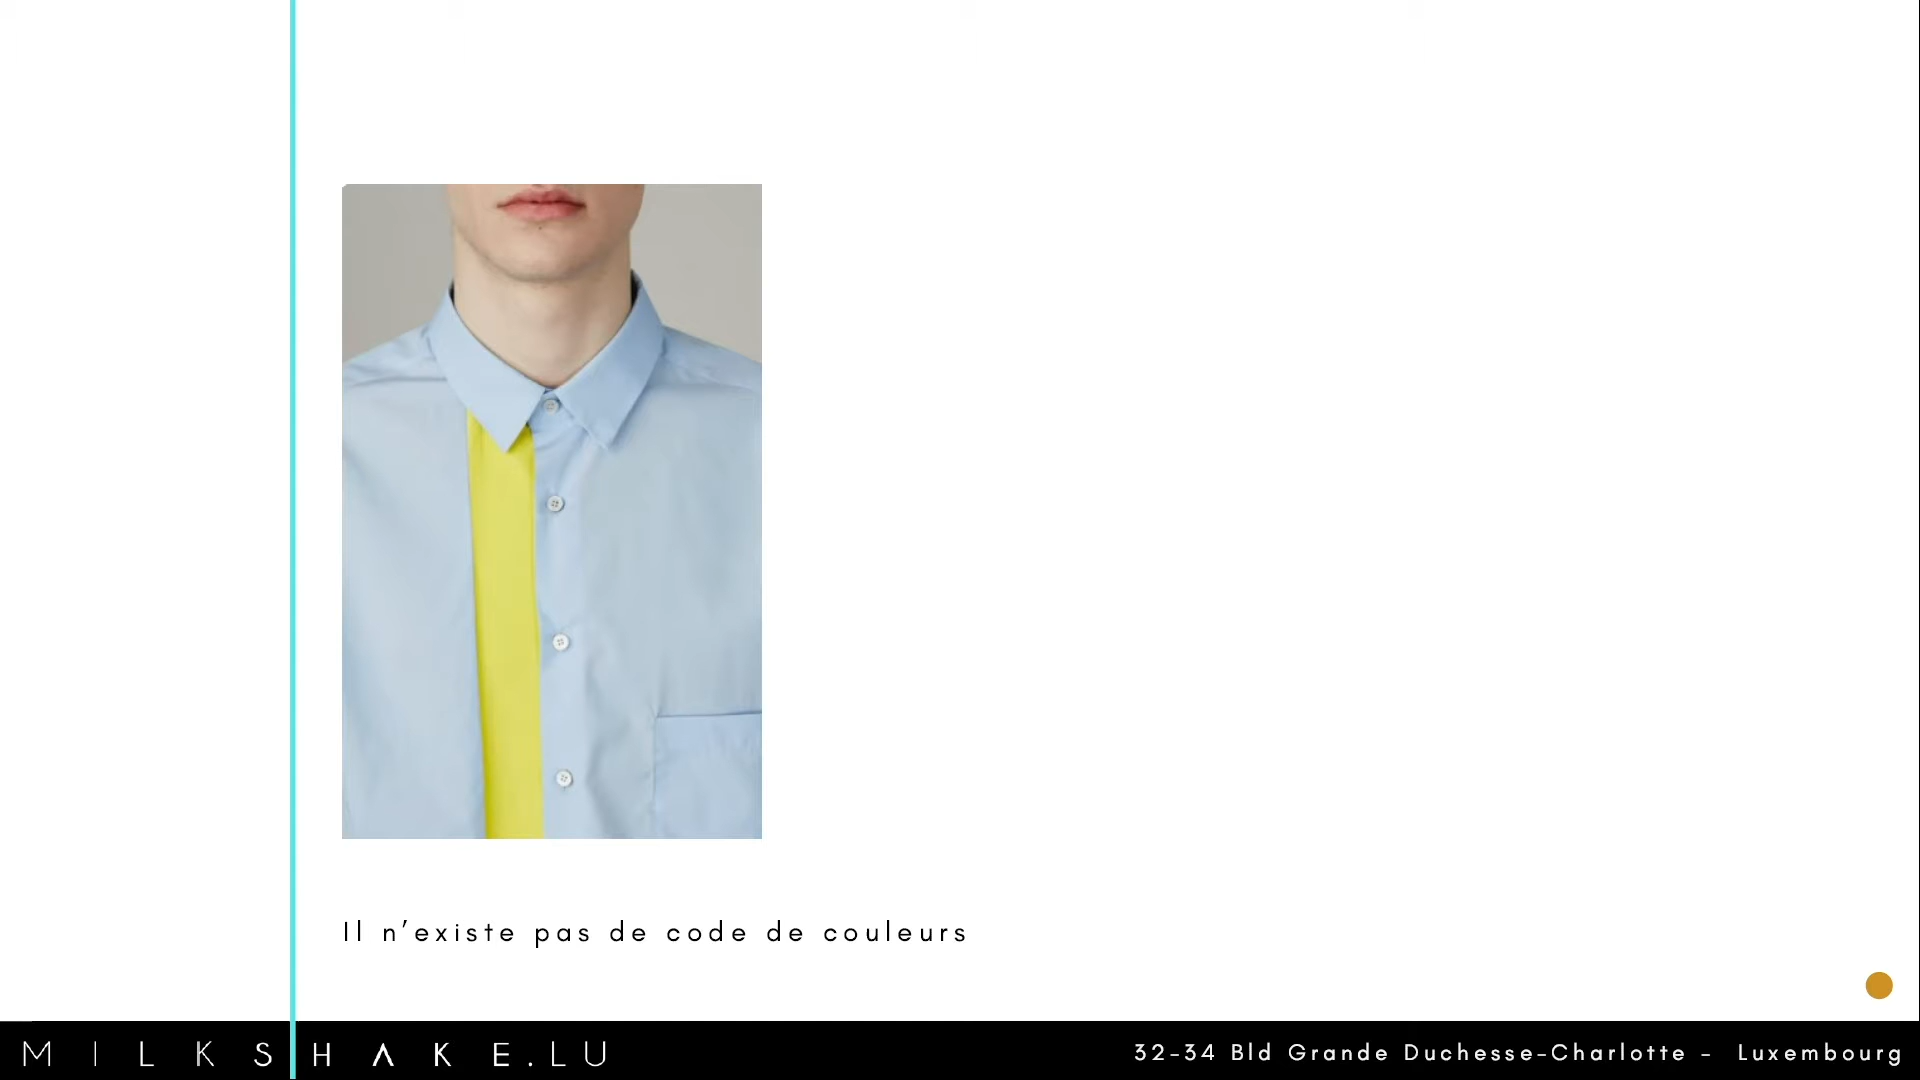 Il n’existe pas de code de couleurs
MILKSHAKE.LU
32-34 Bld Grande Duchesse-Charlotte - Luxembourg